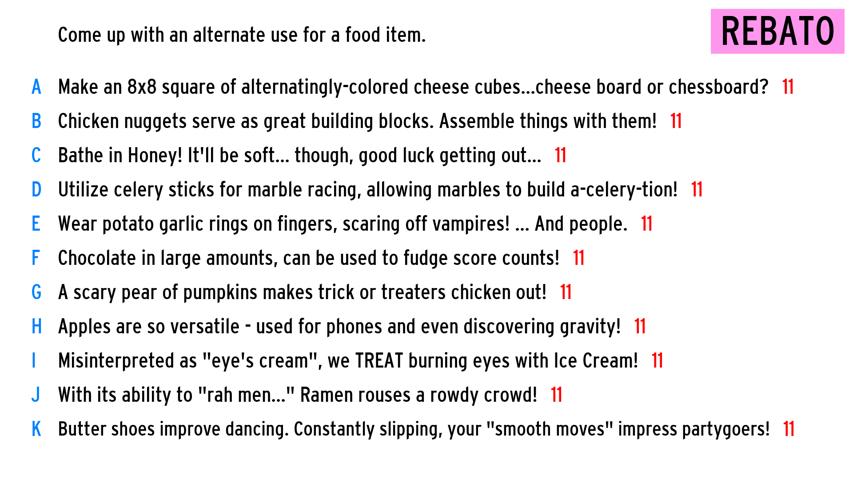 Come up with an alternate use for a food item.
REBATO
A Make an 8x8 square of alternatingly-colored cheese cubes...cheese board or chessboard? 11
B Chicken nuggets serve as great building blocks. Assemble things with them! 11
C Bathe in Honey! It'll be soft... though, good luck getting out... 11
D Utilize celery sticks for marble racing, allowing marbles to build a-celery-tion! 11
E Wear potato garlic rings on fingers, scaring off vampires! ... And people. 11
F Chocolate in large amounts, can be used to fudge score counts! 11
G A scary pear of pumpkins makes trick or treaters chicken out! 11
H Apples are so versatile - used for phones and even discovering gravity! 11
I Misinterpreted as "eye's cream", we TREAT burning eyes with Ice Cream! 11
J With its ability to "rah men..." Ramen rouses a rowdy crowd! 11
K Butter shoes improve dancing. Constantly slipping, your "smooth moves" impress partygoers! 11